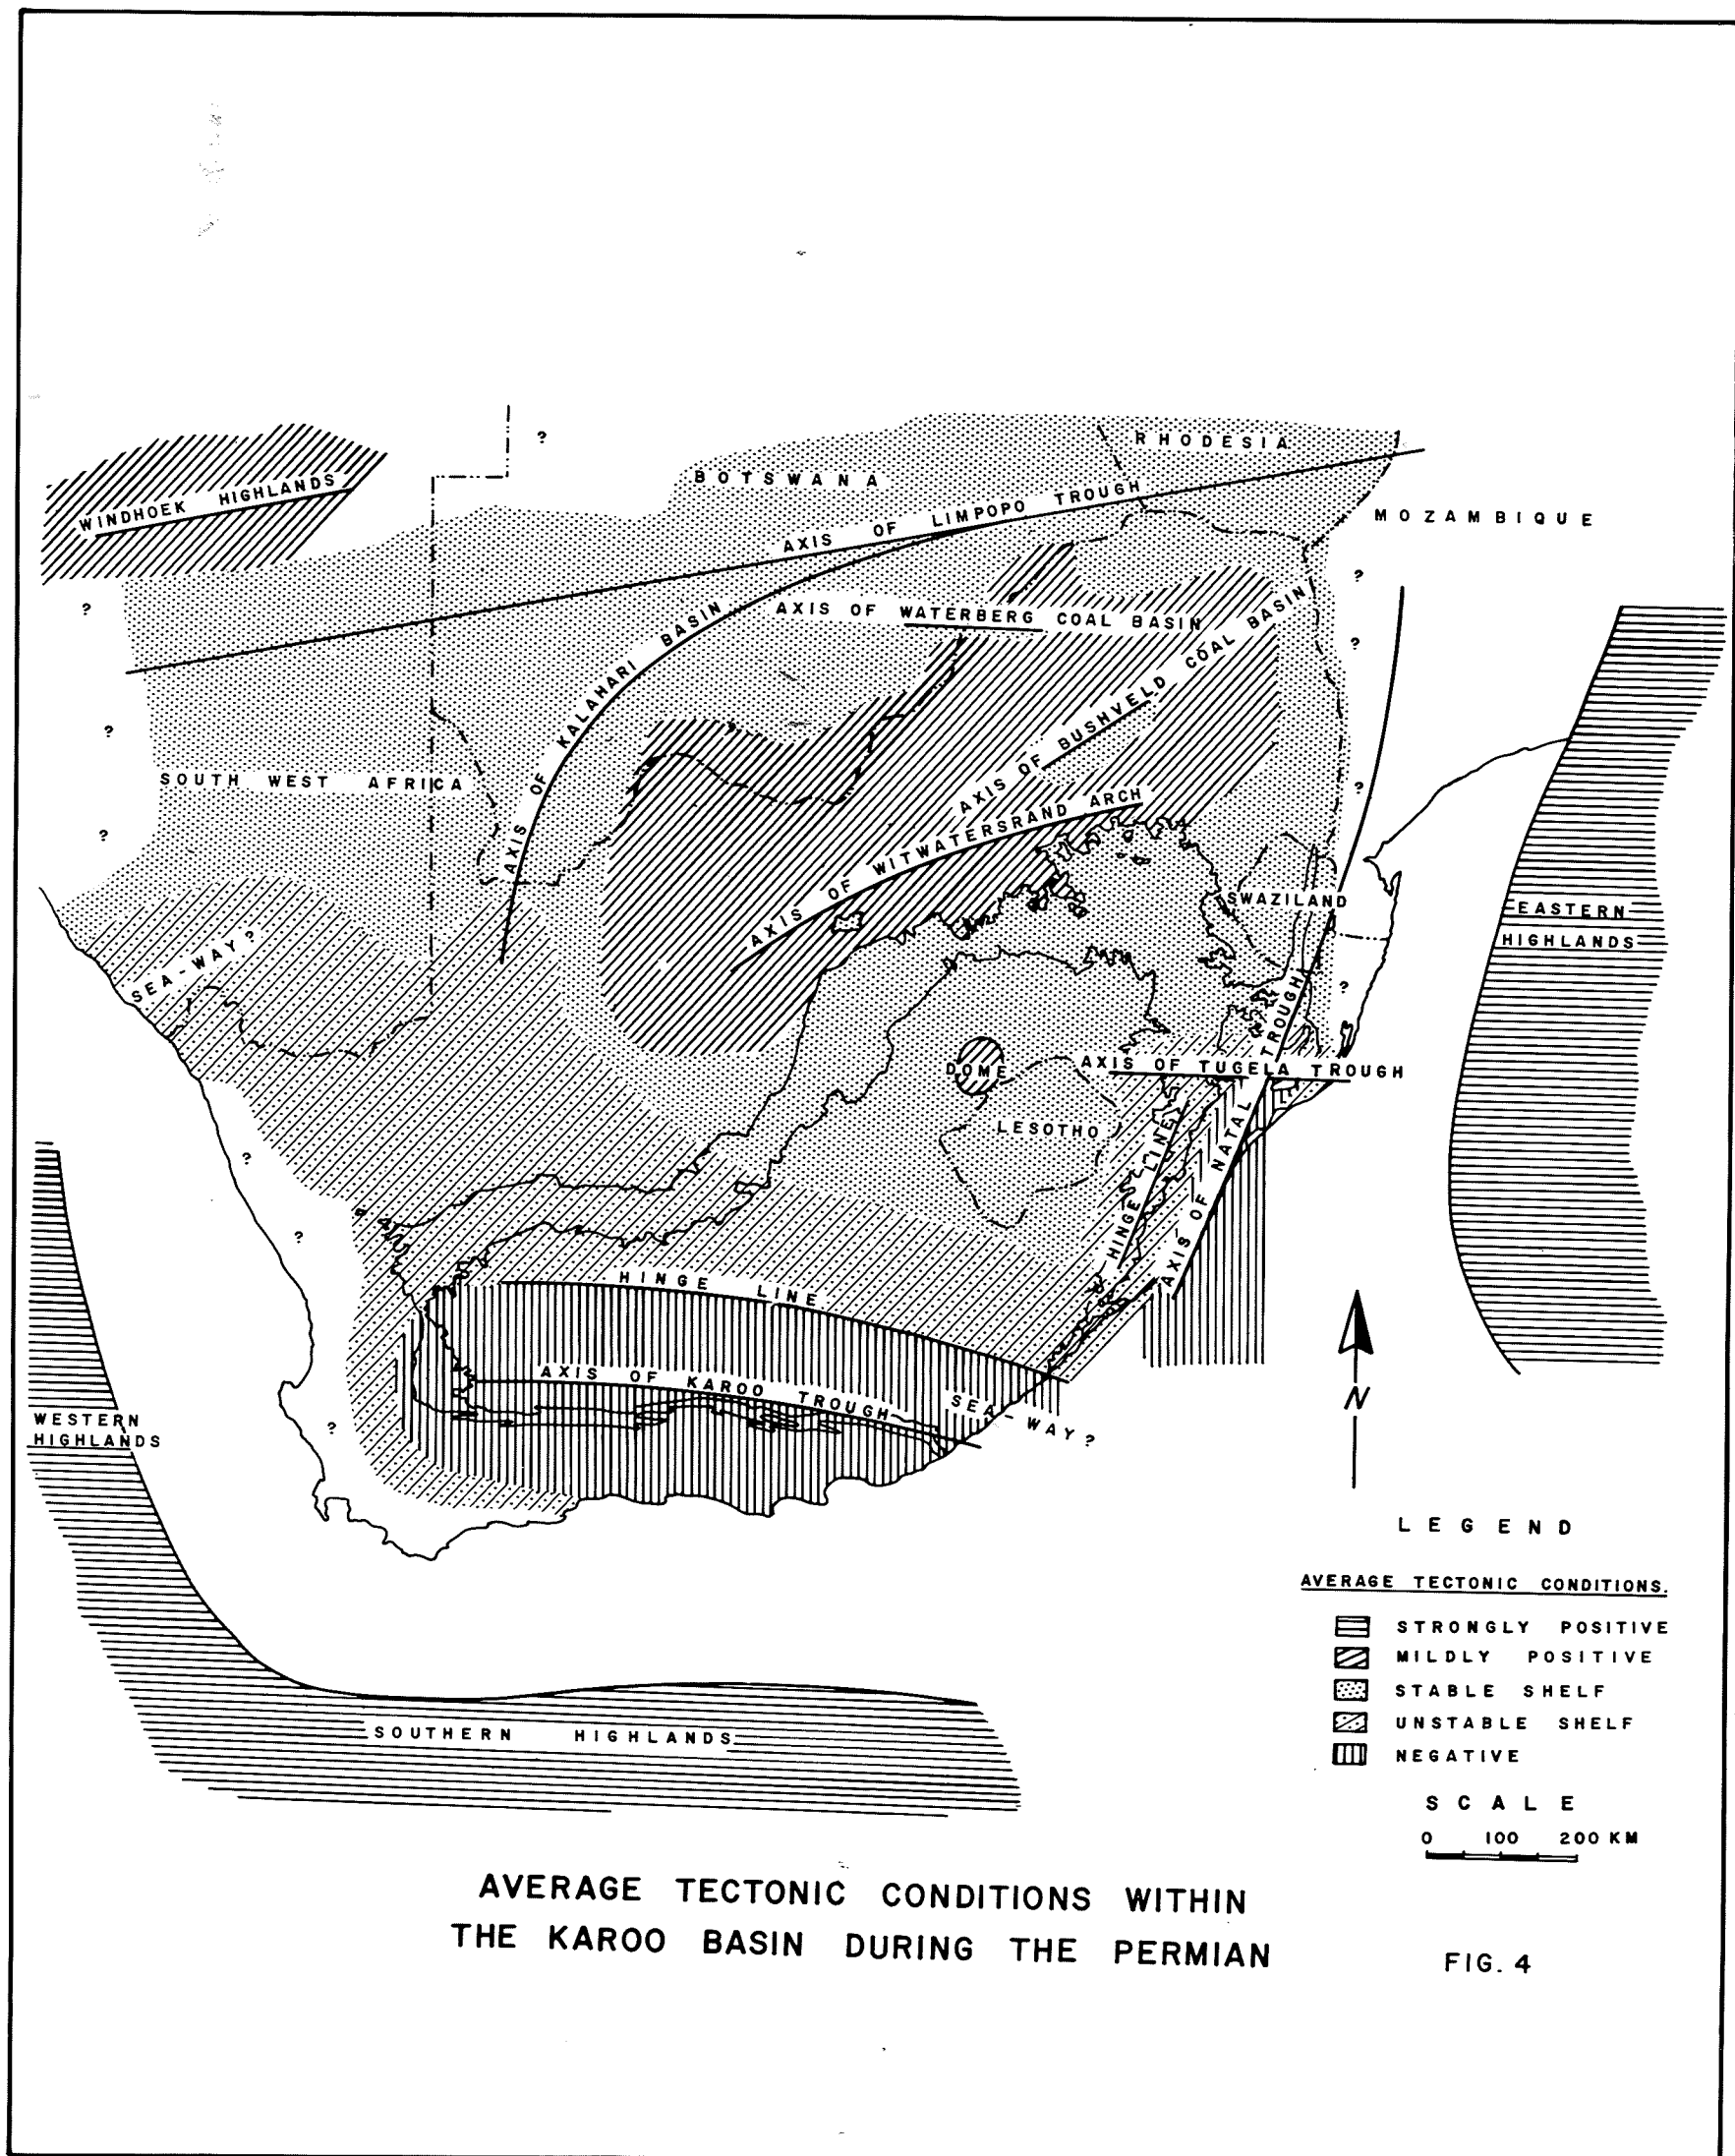 RHODESIA
BOTSWANA
WINDHOEK HIGHLANDS
?
MOZAMBIQUE
AXIS OF LIMPOPO TROUGH
?
?
AXIS OF WATERBERG COAL BASIN
AXIS OF KALAHARI BASIN
AXIS OF BUSHVELD COAL BASIN
?
?
SOUTH WEST AFRICA
?
?
AXIS OF WITWATERSRAND ARCH
SWAZILAND
EASTERN
HIGHLANDS
SEA-WAY?
?
DOME
AXIS OF TUGELA TROUGH
LESOTHO
HINGE LINE
AXIS OF NATAL TROUGH
?
?
HINGE LINE
AXIS OF KAROO TROUGH
SEA-WAY?
N
WESTERN
HIGHLANDS
?
SOUTHERN HIGHLANDS
LEGEND
AVERAGE TECTONIC CONDITIONS.
STRONGLY POSITIVE
MILDLY POSITIVE
STABLE SHELF
UNSTABLE SHELF
NEGATIVE
SCALE
0 100 200 KM
AVERAGE TECTONIC CONDITIONS WITHIN
THE KAROO BASIN DURING THE PERMIAN
FIG. 4